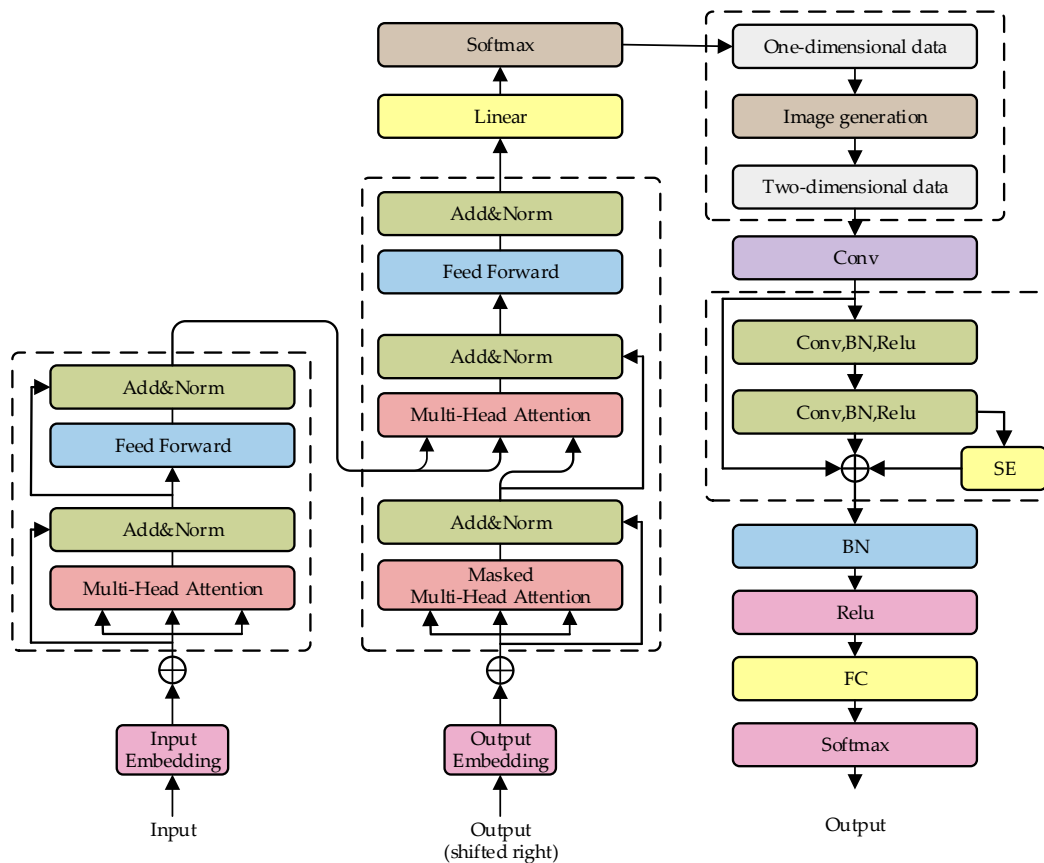 Softmax
Linear
Add&Norm
Feed Forward
Add&Norm
Multi-Head Attention
Add&Norm
Masked
Multi-Head Attention
Output
Embedding
Output
(shifted right)
Add&Norm
Feed Forward
Add&Norm
Multi-Head Attention
Input
Embedding
Input
One-dimensional data
Image generation
Two-dimensional data
Conv
Conv,BN,Relu
Conv,BN,Relu
SE
BN
Relu
FC
Softmax
Output